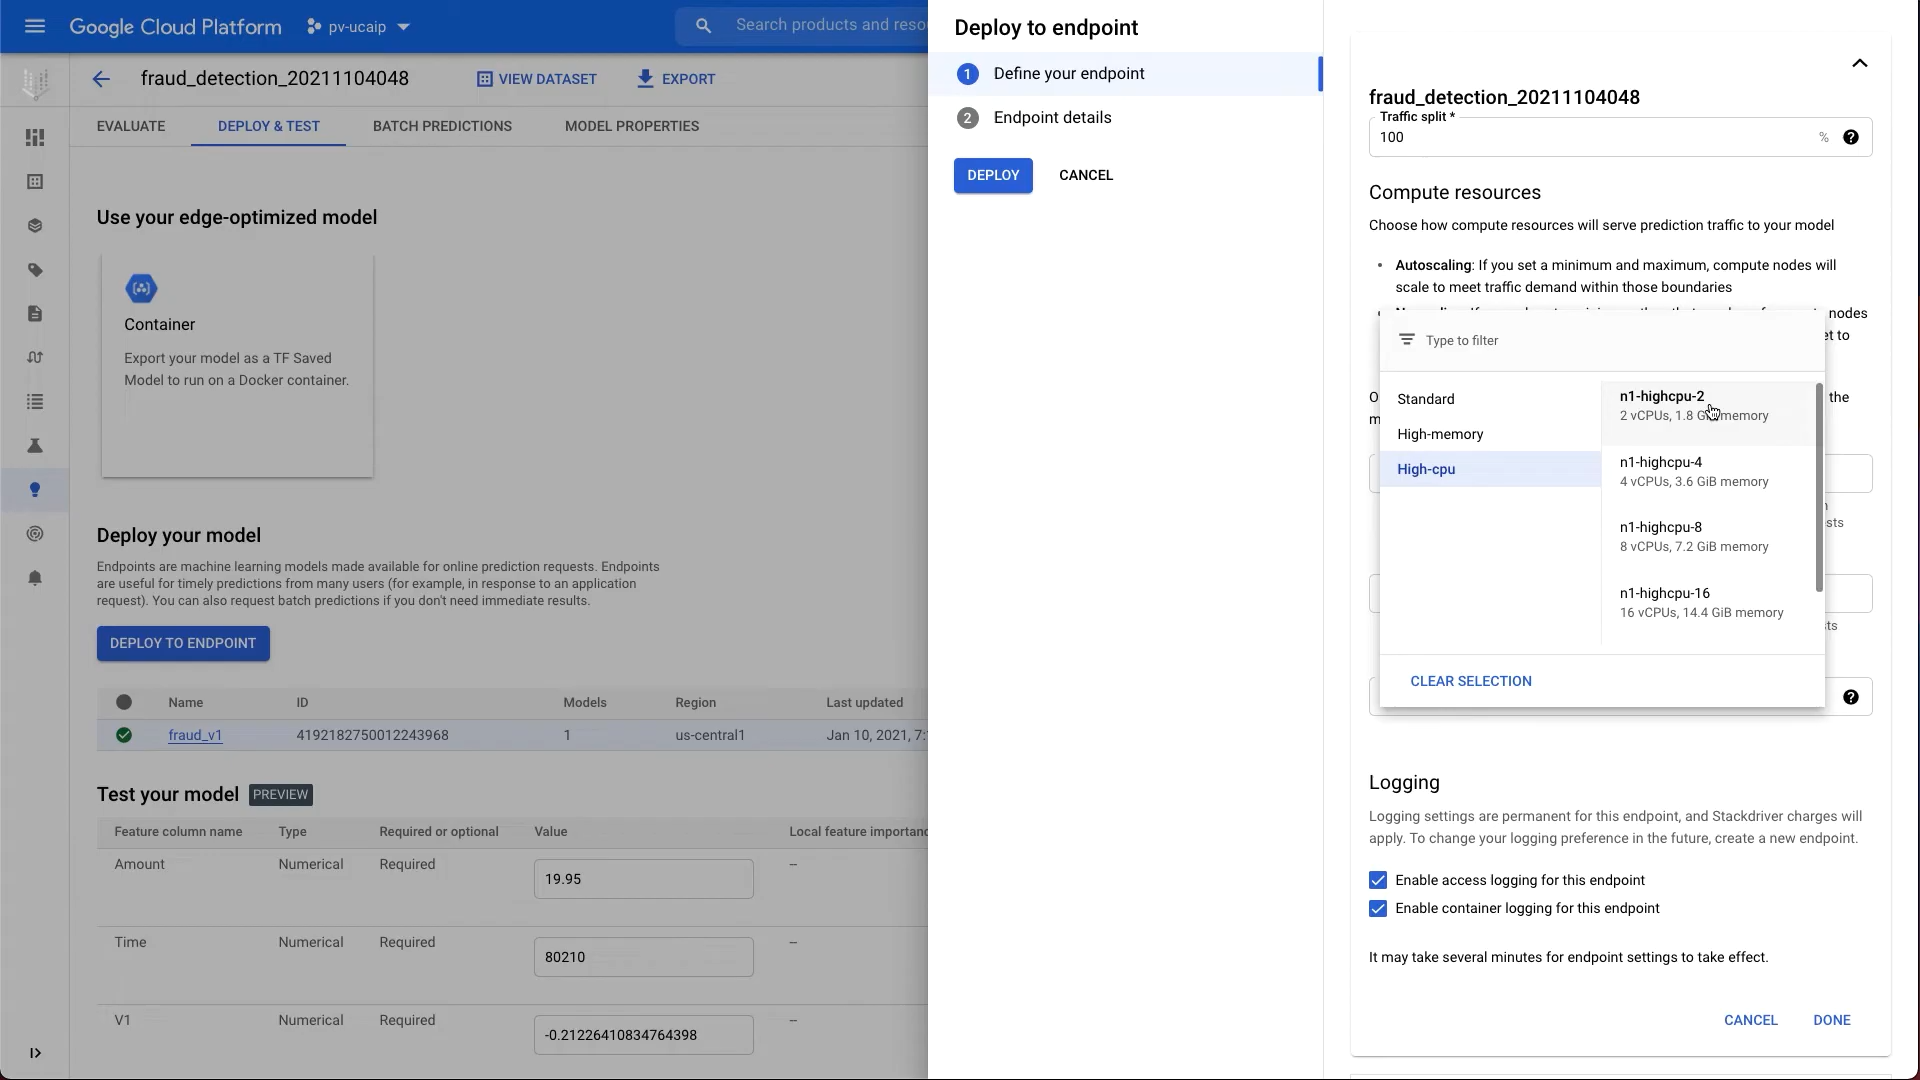 Google Cloud Platform
pv-ucaip
Search products and reso
fraud_detection_20211104048
VIEW DATASET
EXPORT
EVALUATE
DEPLOY & TEST
BATCH PREDICTIONS
MODEL PROPERTIES
Use your edge-optimized model
Container
Export your model as a TF Saved
Model to run on a Docker container.
Deploy your model
Endpoints are machine learning models made available for online prediction requests. Endpoints
are useful for timely predictions from many users (for example, in response to an application
request). You can also request batch predictions if you don't need immediate results.
DEPLOY TO ENDPOINT
Name ID Models Region Last updated
fraud_v1 4192182750012243968 1 us-central1 Jan 10, 2021, 7:
Test your model PREVIEW
Feature column name Type Required or optional Value Local feature importanc
Amount Numerical Required 19.95 --
Time Numerical Required 80210 --
V1 Numerical Required -0.21226410834764398 --
Deploy to endpoint
1 Define your endpoint
2 Endpoint details
DEPLOY CANCEL
fraud_detection_20211104048
Traffic split *
100 %
Compute resources
Choose how compute resources will serve prediction traffic to your model
• Autoscaling: If you set a minimum and maximum, compute nodes will
scale to meet traffic demand within those boundaries
nodes
et to
the
Type to filter
Standard
High-memory
High-cpu
n1-highcpu-2
2 vCPUs, 1.8 GiB memory
n1-highcpu-4
4 vCPUs, 3.6 GiB memory
n1-highcpu-8
8 vCPUs, 7.2 GiB memory
n1-highcpu-16
16 vCPUs, 14.4 GiB memory
CLEAR SELECTION
Logging
Logging settings are permanent for this endpoint, and Stackdriver charges will
apply. To change your logging preference in the future, create a new endpoint.
Enable access logging for this endpoint
Enable container logging for this endpoint
It may take several minutes for endpoint settings to take effect.
CANCEL DONE